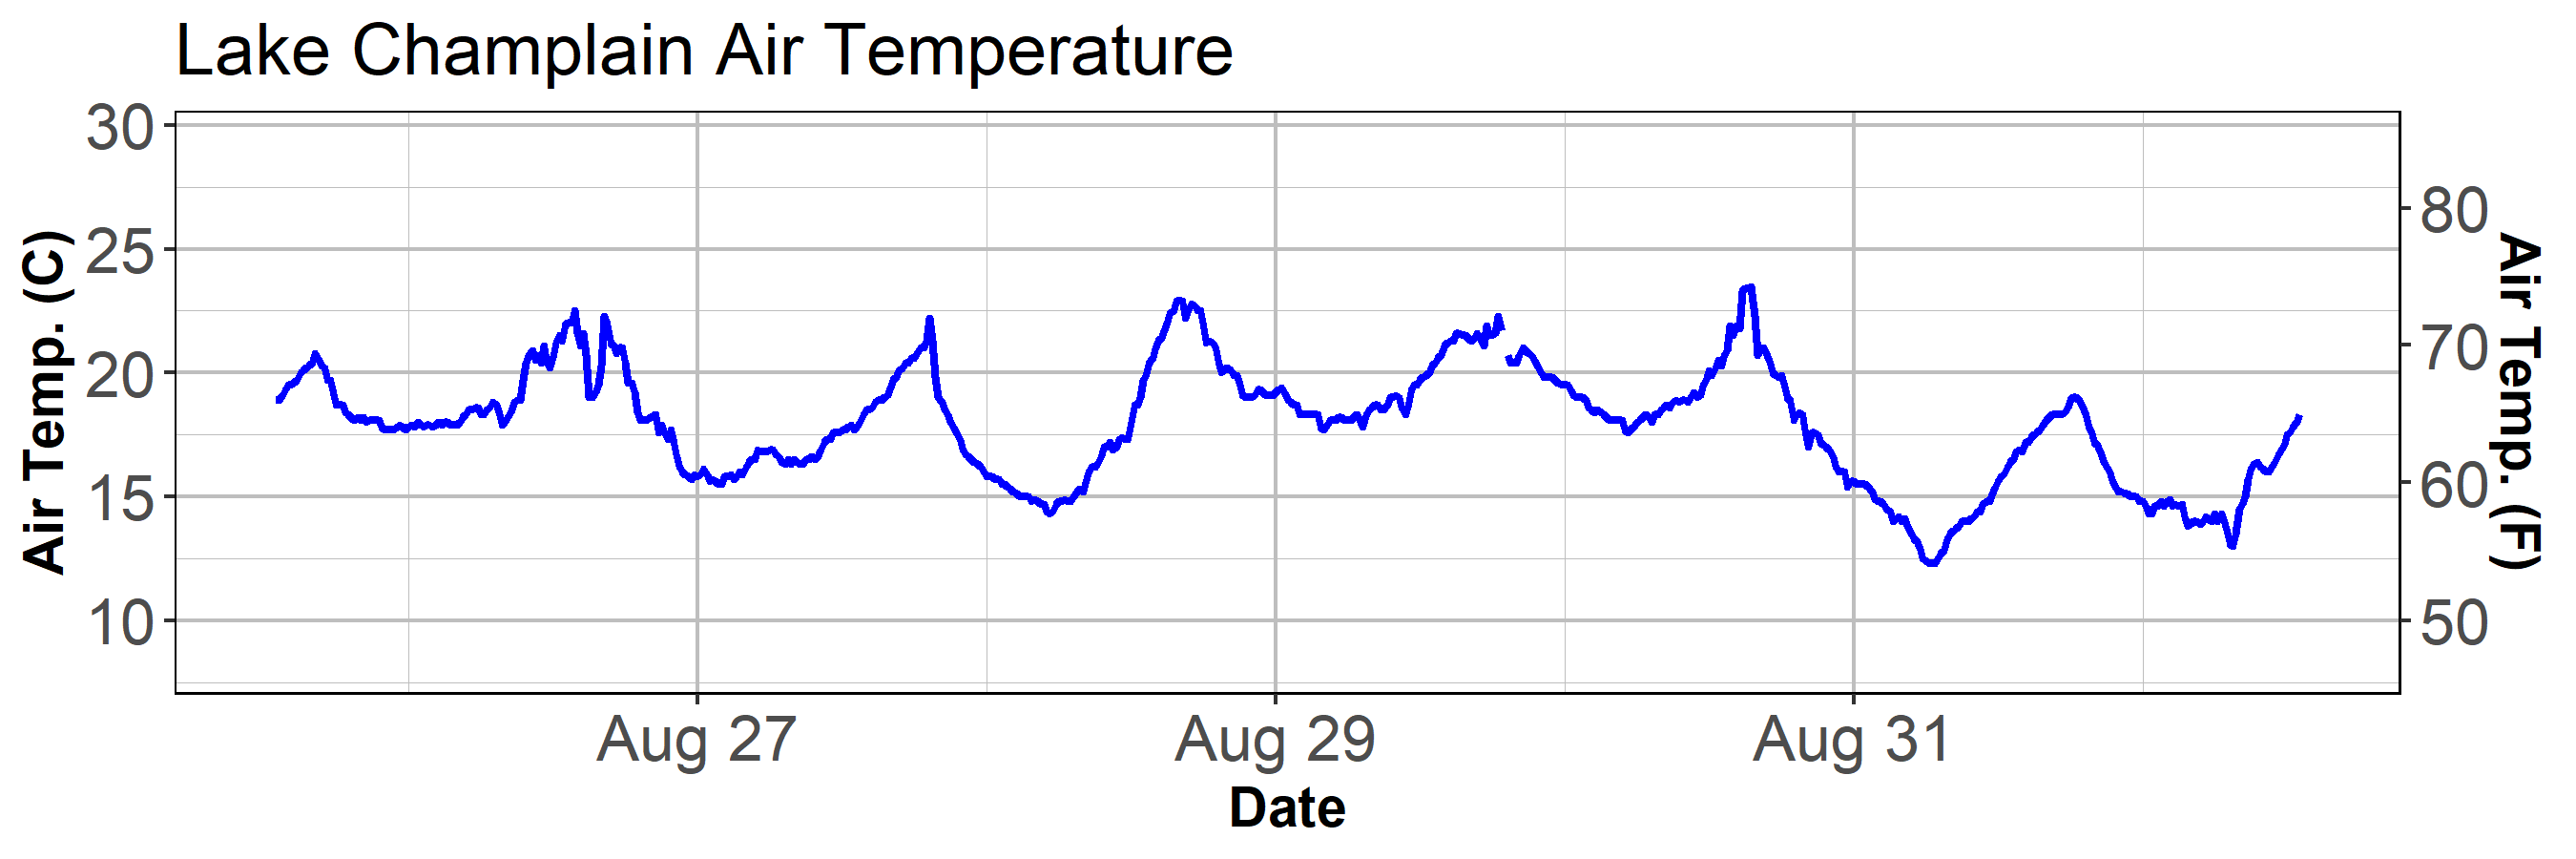 Lake Champlain Air Temperature
30
25
20
15
10
Air Temp. (C)
80
70
60
50
Air Temp. (F)
Aug 27
Aug 29
Aug 31
Date